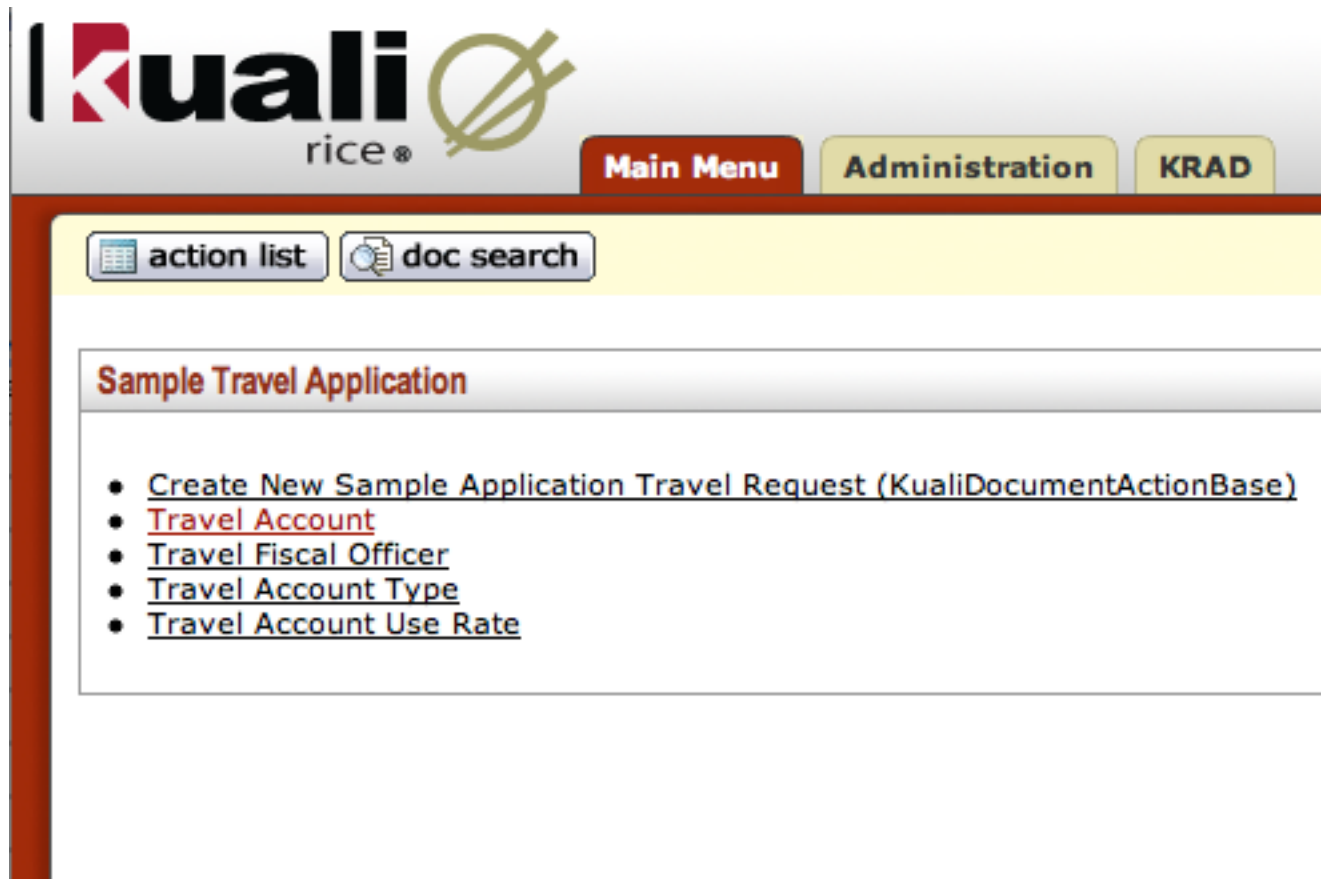 kuali
rice®
Main Menu Administration KRAD
action list doc search
Sample Travel Application
Create New Sample Application Travel Request (KualiDocumentActionBase)
Travel Account
Travel Fiscal Officer
Travel Account Type
Travel Account Use Rate